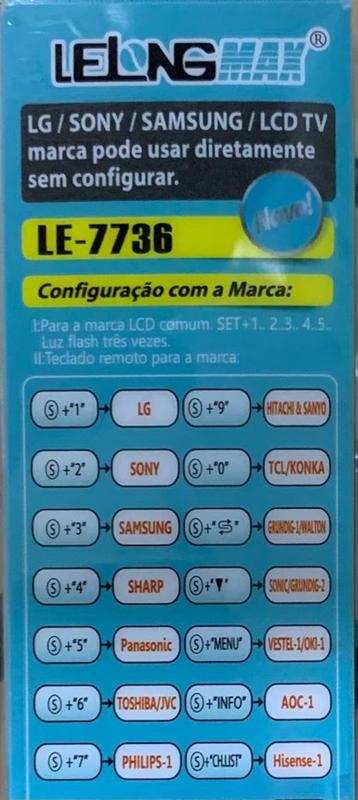 LELONG MAX®
LG / SONY / SAMSUNG / LCD TV
marca pode usar diretamente
sem configurar.
Novo!
LE-7736
Configuração com a Marca:
I:Para a marca LCD comum. SET+1.. 2..3.. 4..5..
Luz flash três vezes.
II:Teclado remoto para a marca:
Ⓢ+"1" → LG Ⓢ+"9" → HITACHI & SANYO
Ⓢ+"2" → SONY Ⓢ+"0" → TCL/KONKA
Ⓢ+"3" → SAMSUNG Ⓢ+" " → GRUNDIG-1/WALTON
Ⓢ+"4" → SHARP Ⓢ+"▼" → SONIC/GRUNDIG-2
Ⓢ+"5" → Panasonic Ⓢ+"MENU" → VESTEL-1/OKI-1
Ⓢ+"6" → TOSHIBA/JVC Ⓢ+"INFO" → AOC-1
Ⓢ+"7" → PHILIPS-1 Ⓢ+"CH.LIST" → Hisense-1